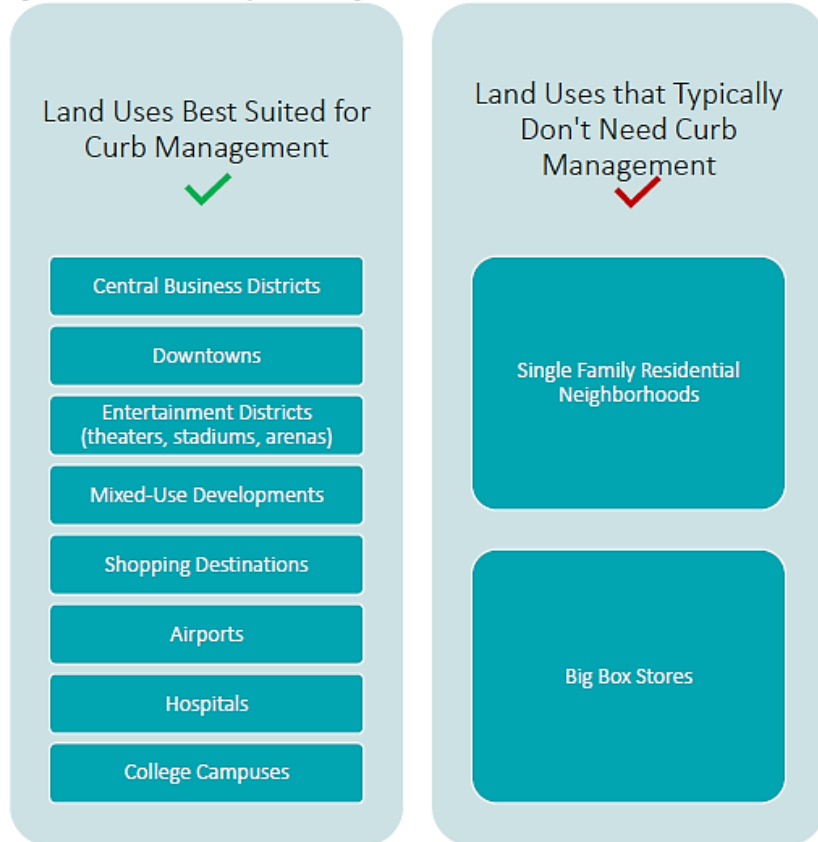 Land Uses Best Suited for
Curb Management
Central Business Districts
Downtowns
Entertainment Districts
(theaters, stadiums, arenas)
Mixed-Use Developments
Shopping Destinations
Airports
Hospitals
College Campuses
Land Uses that Typically
Don't Need Curb
Management
Single Family Residential
Neighborhoods
Big Box Stores